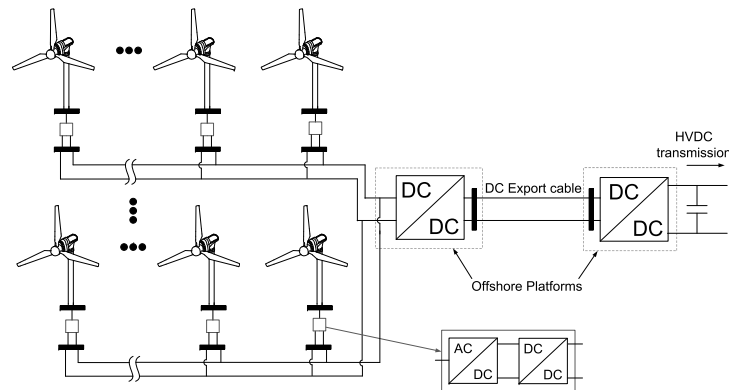 HVDC
transmission
DC
DC
DC Export cable
DC
DC
Offshore Platforms
AC
DC
DC
DC